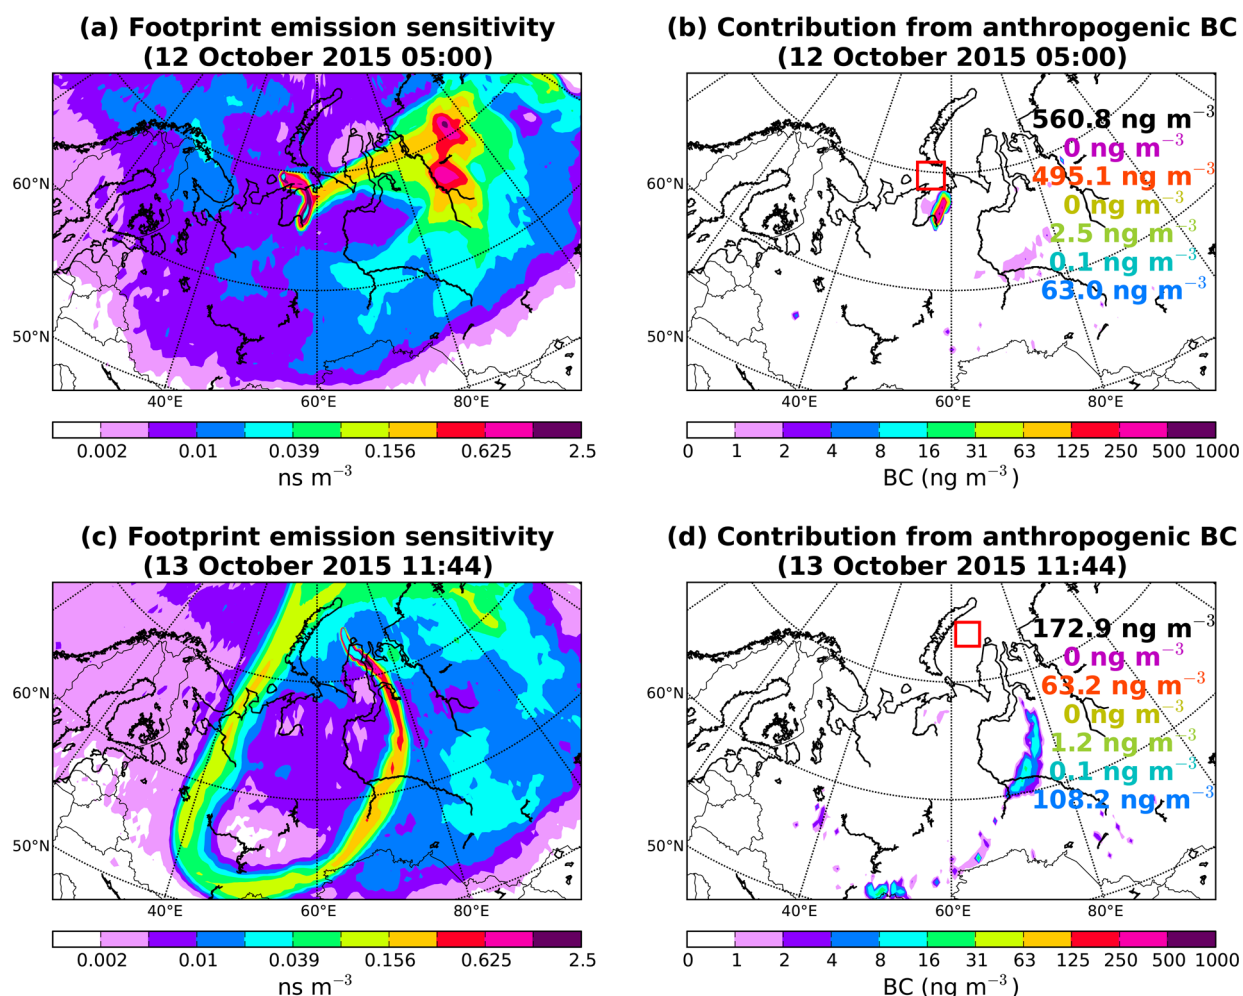 (a) Footprint emission sensitivity
(12 October 2015 05:00)
60°N
50°N
40°E 60°E 80°E
0.002 0.01 0.039 0.156 0.625 2.5
ns m⁻³
(b) Contribution from anthropogenic BC
(12 October 2015 05:00)
560.8 ng m⁻³
0 ng m⁻³
495.1 ng m⁻³
0 ng m⁻³
2.5 ng m⁻³
0.1 ng m⁻³
63.0 ng m⁻³
60°N
50°N
40°E 60°E 80°E
0 1 2 4 8 16 31 63 125 250 500 1000
BC (ng m⁻³)
(c) Footprint emission sensitivity
(13 October 2015 11:44)
60°N
50°N
40°E 60°E 80°E
0.002 0.01 0.039 0.156 0.625 2.5
ns m⁻³
(d) Contribution from anthropogenic BC
(13 October 2015 11:44)
172.9 ng m⁻³
0 ng m⁻³
63.2 ng m⁻³
0 ng m⁻³
1.2 ng m⁻³
0.1 ng m⁻³
108.2 ng m⁻³
60°N
50°N
40°E 60°E 80°E
0 1 2 4 8 16 31 63 125 250 500 1000
BC (ng m⁻³)